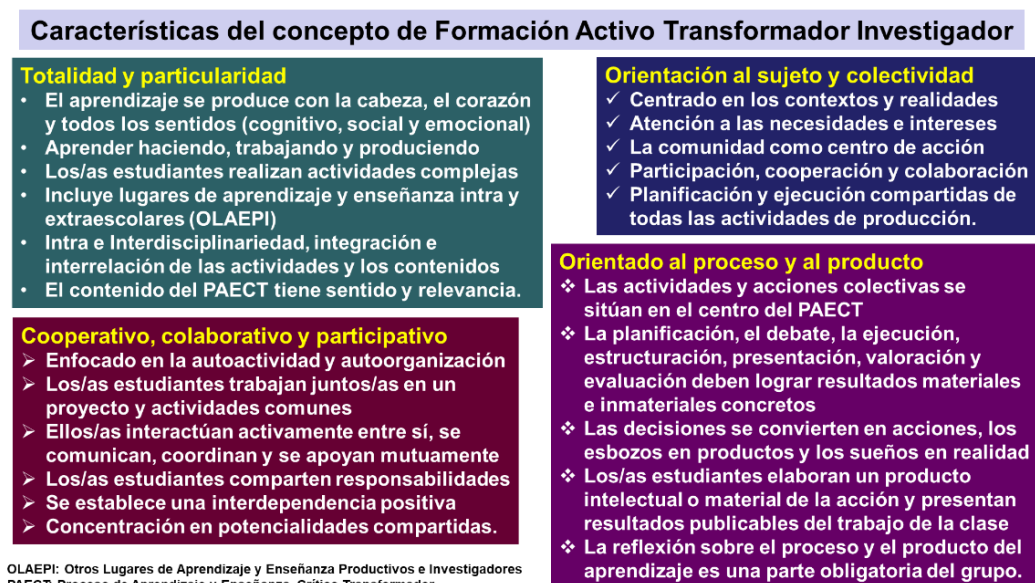 Características del concepto de Formación Activo Transformador Investigador
Totalidad y particularidad
• El aprendizaje se produce con la cabeza, el corazón
y todos los sentidos (cognitivo, social y emocional)
• Aprender haciendo, trabajando y produciendo
• Los/as estudiantes realizan actividades complejas
• Incluye lugares de aprendizaje y enseñanza intra y
extraescolares (OLAEPI)
• Intra e Interdisciplinariedad, integración e
interrelación de las actividades y los contenidos
• El contenido del PAECT tiene sentido y relevancia.
Cooperativo, colaborativo y participativo
➢ Enfocado en la autoactividad y autoorganización
➢ Los/as estudiantes trabajan juntos/as en un
proyecto y actividades comunes
➢ Ellos/as interactúan activamente entre sí, se
comunican, coordinan y se apoyan mutuamente
➢ Los/as estudiantes comparten responsabilidades
➢ Se establece una interdependencia positiva
➢ Concentración en potencialidades compartidas.
Orientación al sujeto y colectividad
✓ Centrado en los contextos y realidades
✓ Atención a las necesidades e intereses
✓ La comunidad como centro de acción
✓ Participación, cooperación y colaboración
✓ Planificación y ejecución compartidas de
todas las actividades de producción.
Orientado al proceso y al producto
❖ Las actividades y acciones colectivas se
sitúan en el centro del PAECT
❖ La planificación, el debate, la ejecución,
estructuración, presentación, valoración y
evaluación deben lograr resultados materiales
e inmateriales concretos
❖ Las decisiones se convierten en acciones, los
esbozos en productos y los sueños en realidad
❖ Los/as estudiantes elaboran un producto
intelectual o material de la acción y presentan
resultados publicables del trabajo de la clase
❖ La reflexión sobre el proceso y el producto del
aprendizaje es una parte obligatoria del grupo.
OLAEPI: Otros Lugares de Aprendizaje y Enseñanza Productivos e Investigadores
PAECT: Proceso de Aprendizaje y Enseñanza, Crítico Transformador